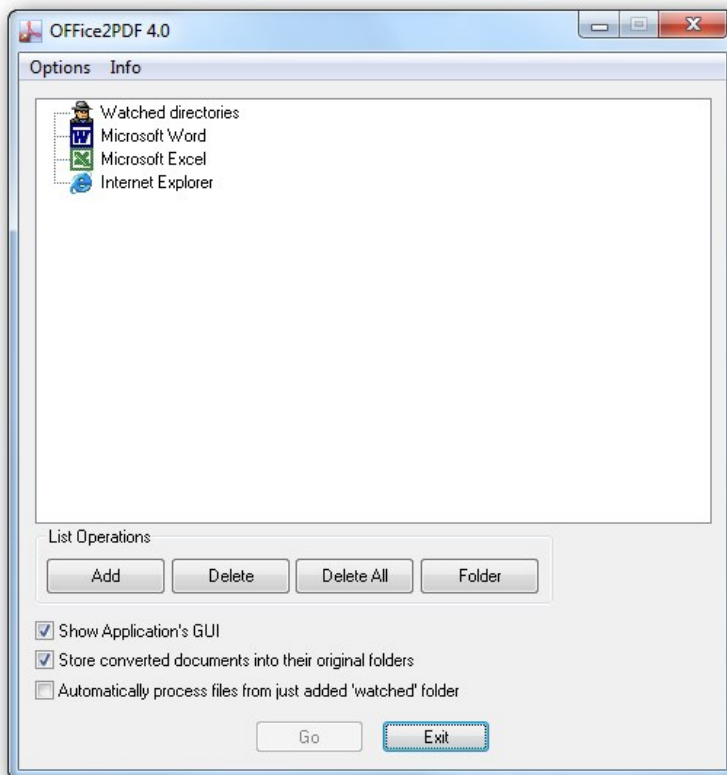 OFFice2PDF 4.0
Options Info
Watched directories
Microsoft Word
Microsoft Excel
Internet Explorer
List Operations
Add Delete Delete All Folder
Show Application's GUI
Store converted documents into their original folders
Automatically process files from just added 'watched' folder
Go Exit